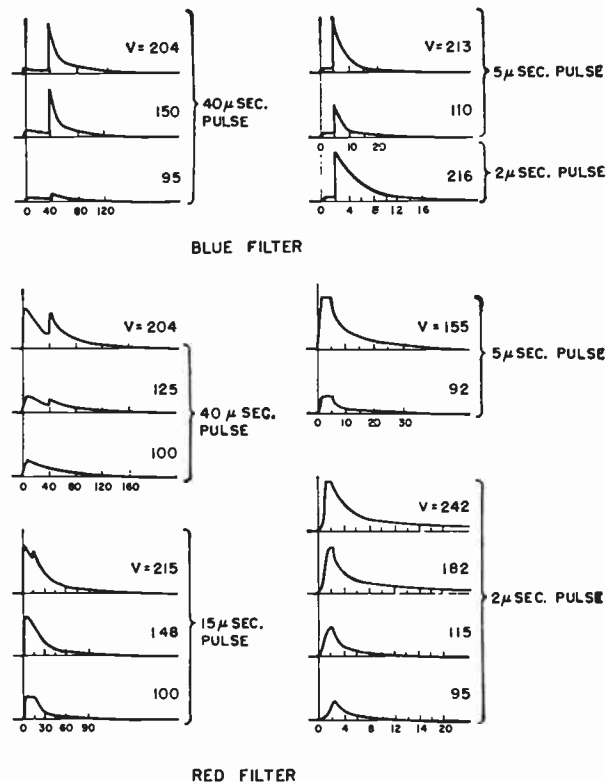 V=204
150
40μSEC.
PULSE
95
0 40 80 120
V=213
5μSEC. PULSE
110
0 10 20
216
2μSEC. PULSE
0 4 8 12 16
BLUE FILTER
V=204
125
40 μSEC.
PULSE
100
0 40 80 120 160
V=155
5μSEC. PULSE
92
0 10 20 30
V=215
15μSEC.
PULSE
148
100
0 30 60 90
V=242
182
2μSEC. PULSE
115
95
0 4 8 12 16 20
RED FILTER